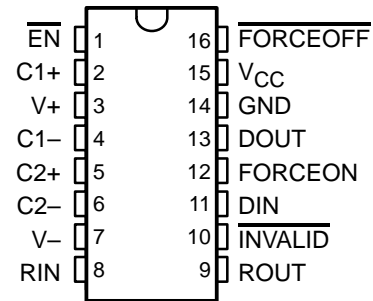 EN 1 16 FORCEOFF
C1+ 2 15 VCC
V+ 3 14 GND
C1– 4 13 DOUT
C2+ 5 12 FORCEON
C2– 6 11 DIN
V– 7 10 INVALID
RIN 8 9 ROUT